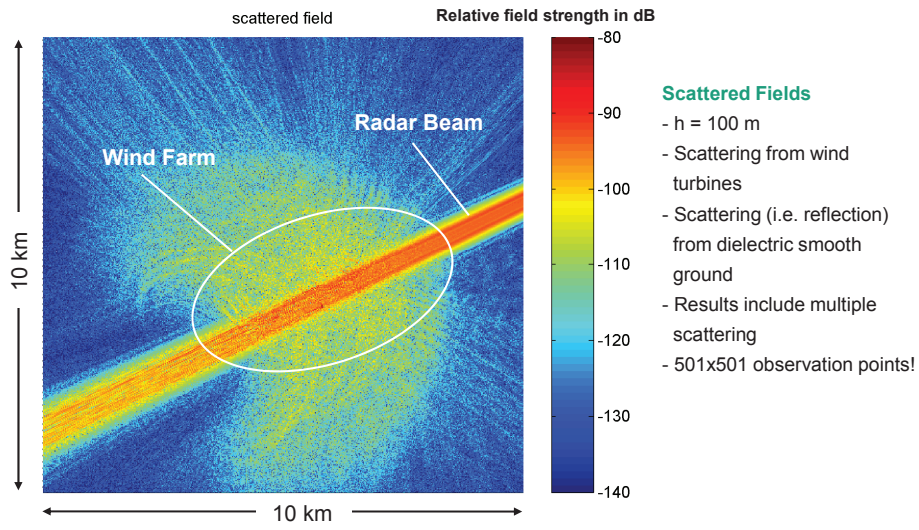 scattered field
Relative field strength in dB
Wind Farm
Radar Beam
10 km
10 km
-80
-90
-100
-110
-120
-130
-140
Scattered Fields
- h = 100 m
- Scattering from wind
turbines
- Scattering (i.e. reflection)
from dielectric smooth
ground
- Results include multiple
scattering
- 501x501 observation points!